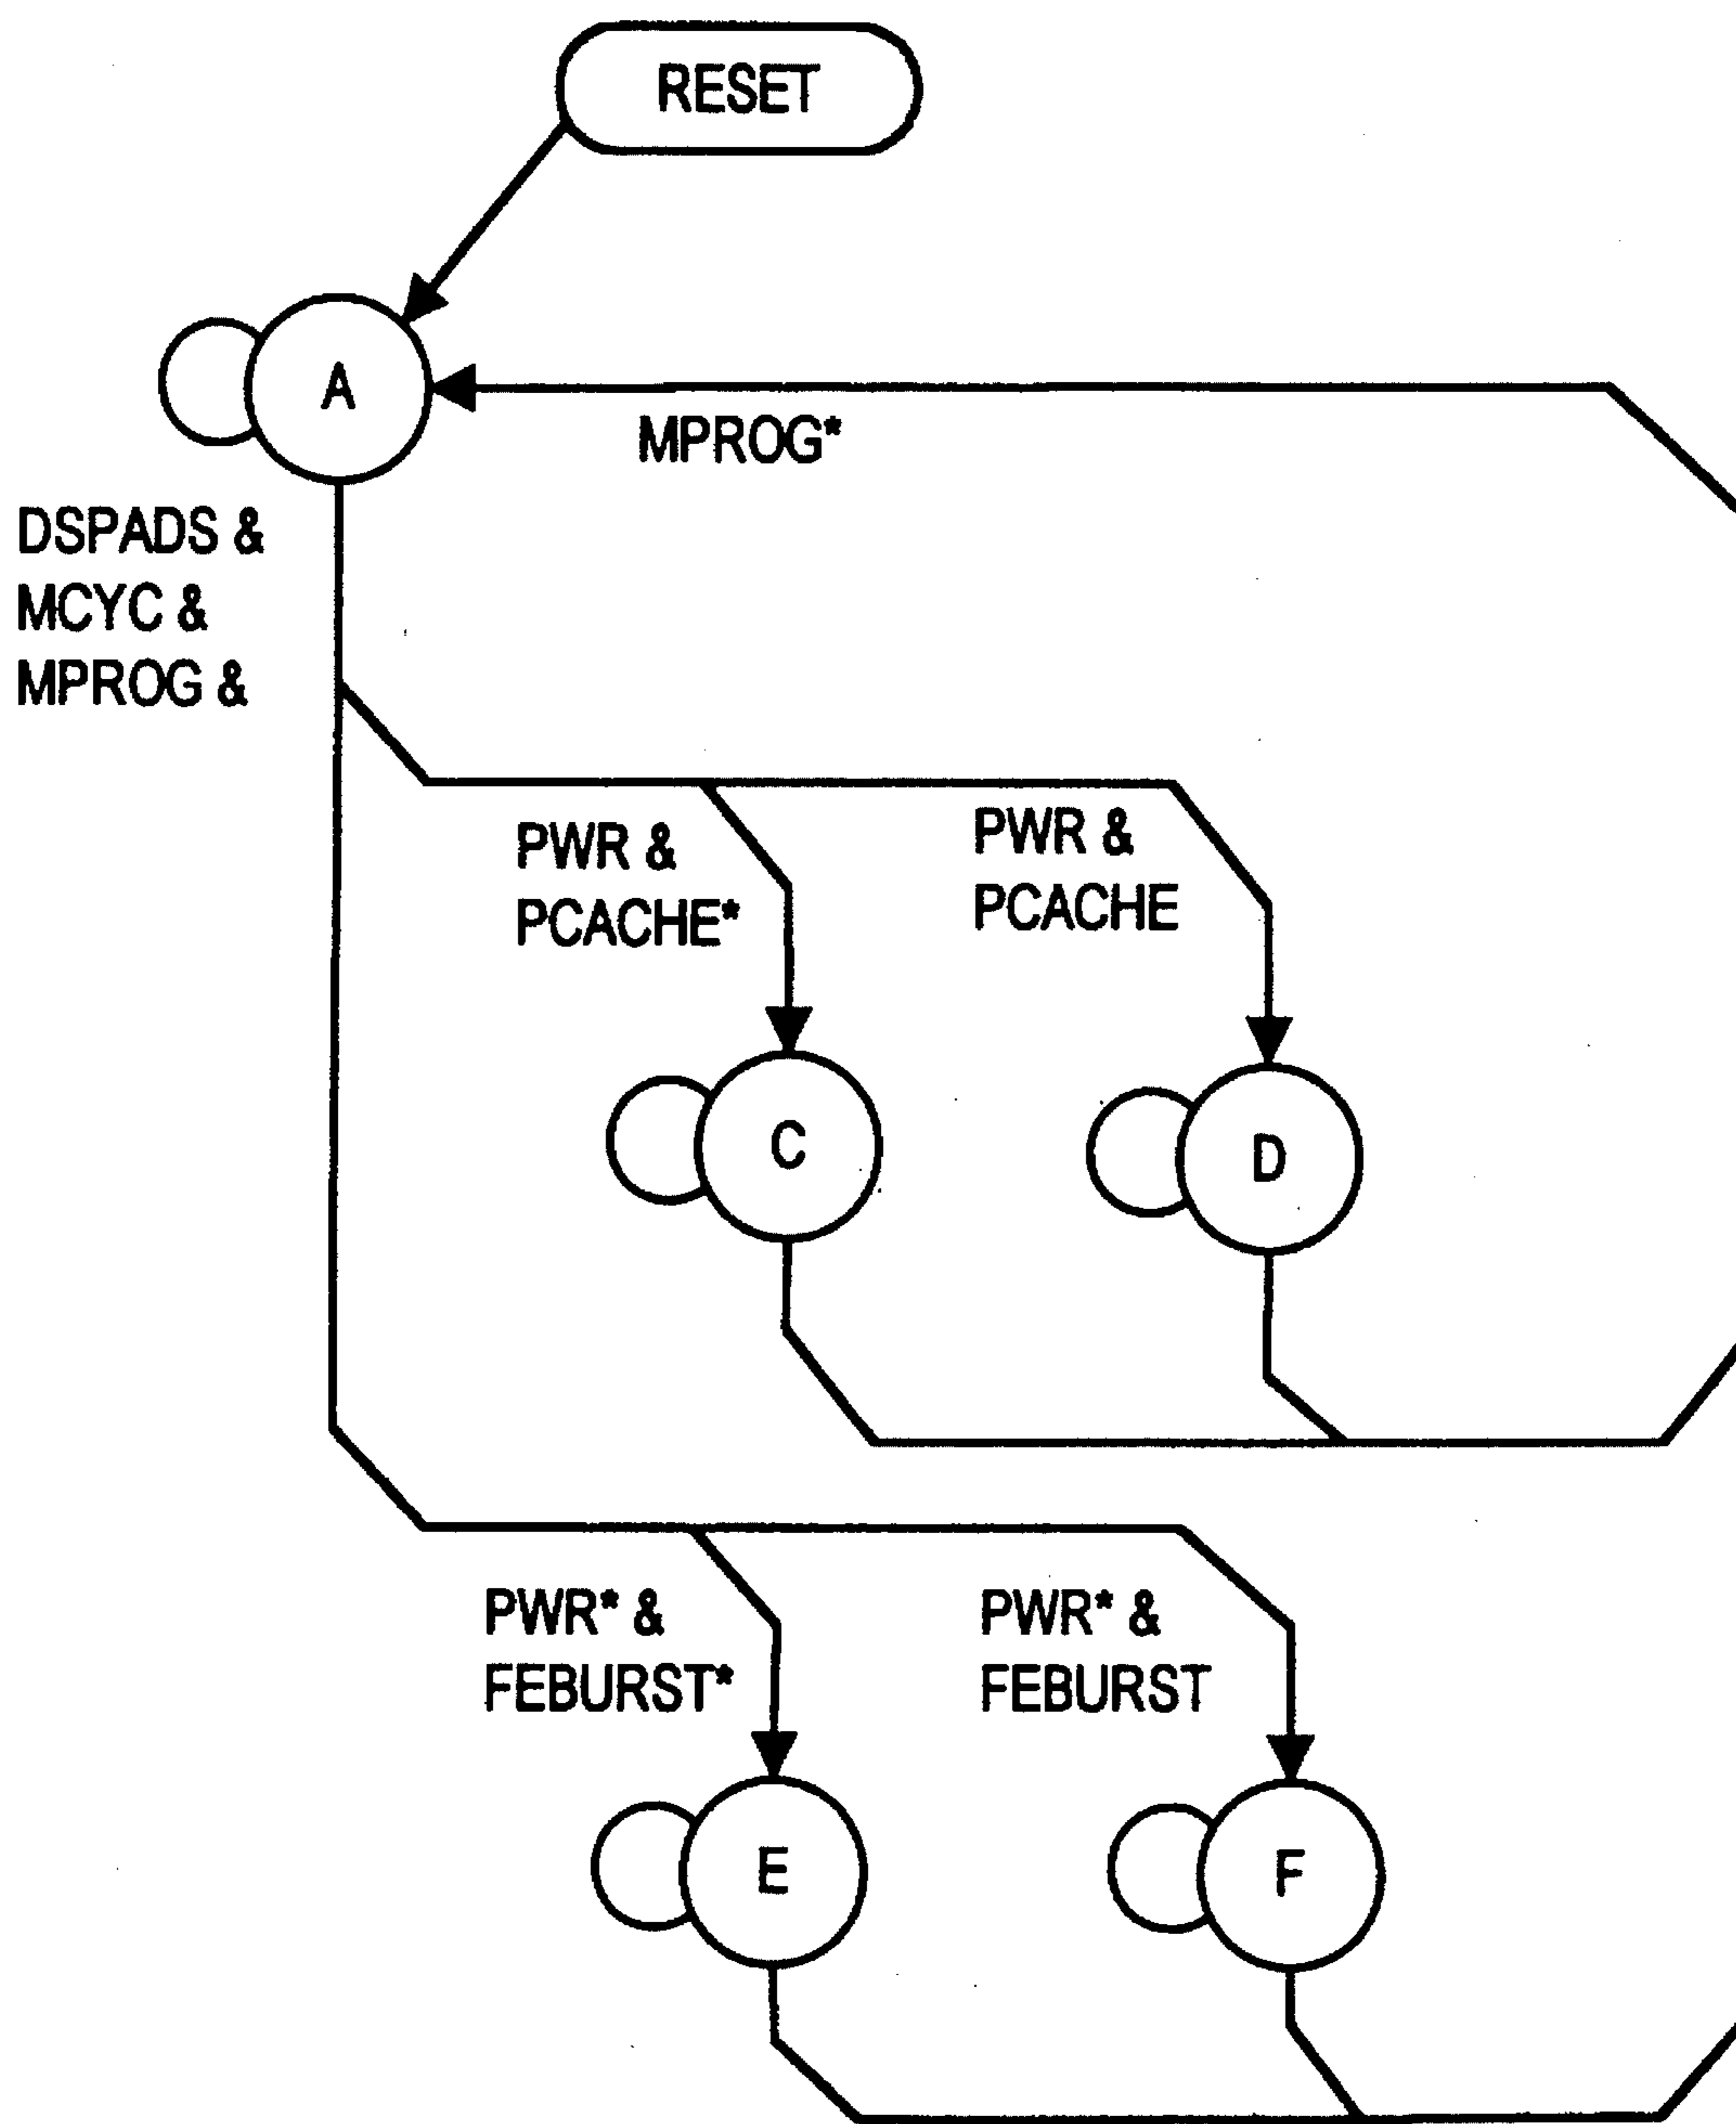 RESET
A
MPROG*
DSPADS &
MCYC &
MPROG &
PWR &
PCACHE*
PWR &
PCACHE
C
D
PWR* &
FEBURST*
PWR* &
FEBURST
E
F